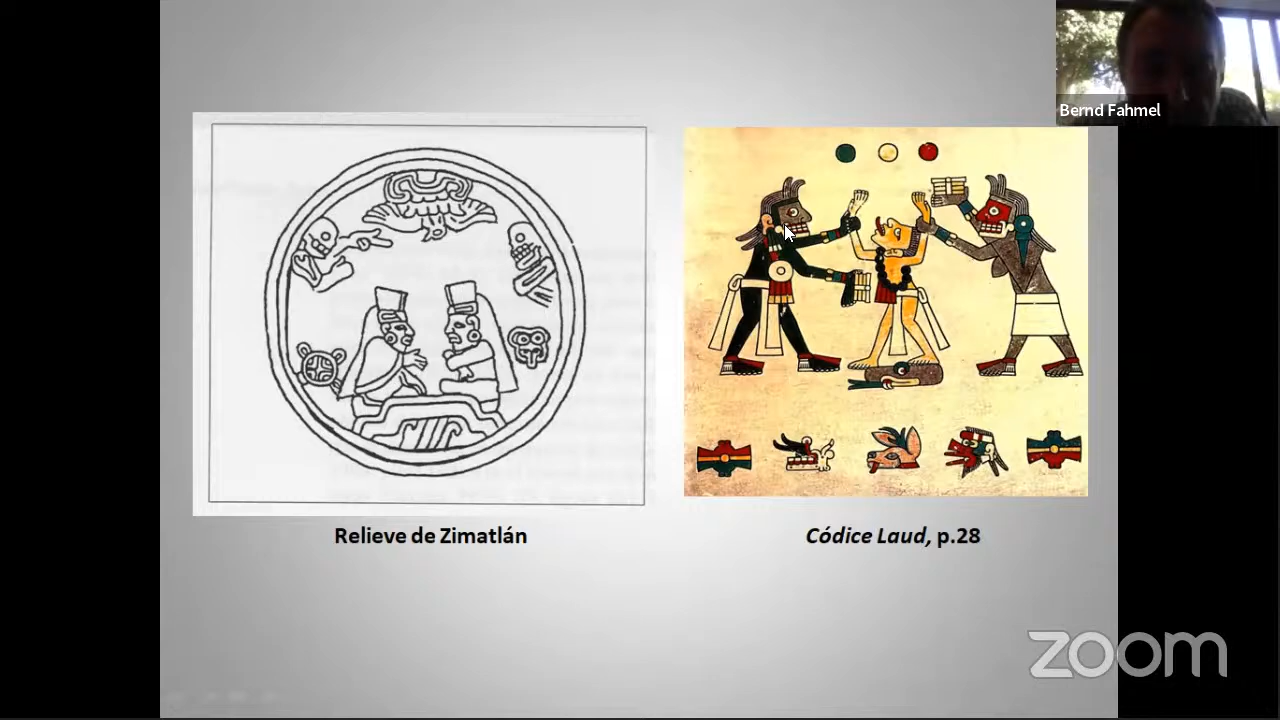 Bernd Fahmel
Relieve de Zimatlán
Códice Laud, p.28
zoom